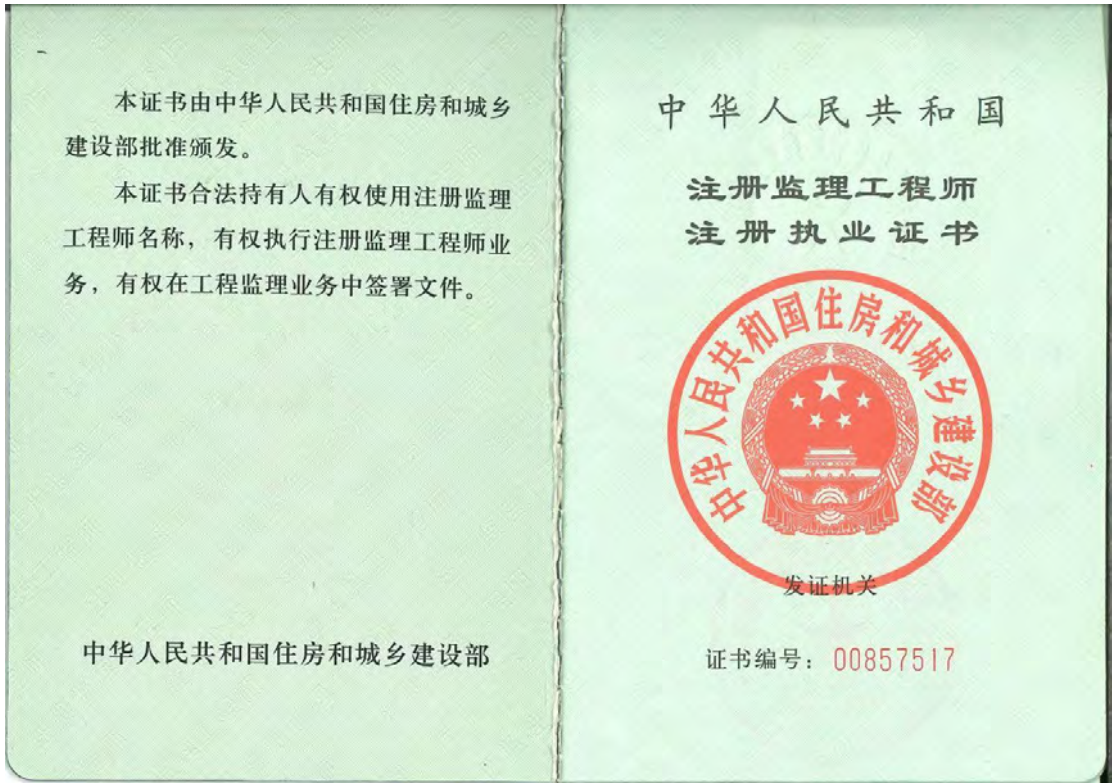 本证书由中华人民共和国住房和城乡
建设部批准颁发。
本证书合法持有人有权使用注册监理
工程师名称，有权执行注册监理工程师业
务，有权在工程监理业务中签署文件。
中华人民共和国住房和城乡建设部
中华人民共和国
注册监理工程师
注册执业证书
中华人民共和国住房和城乡建设部
发证机关
证书编号：00857517